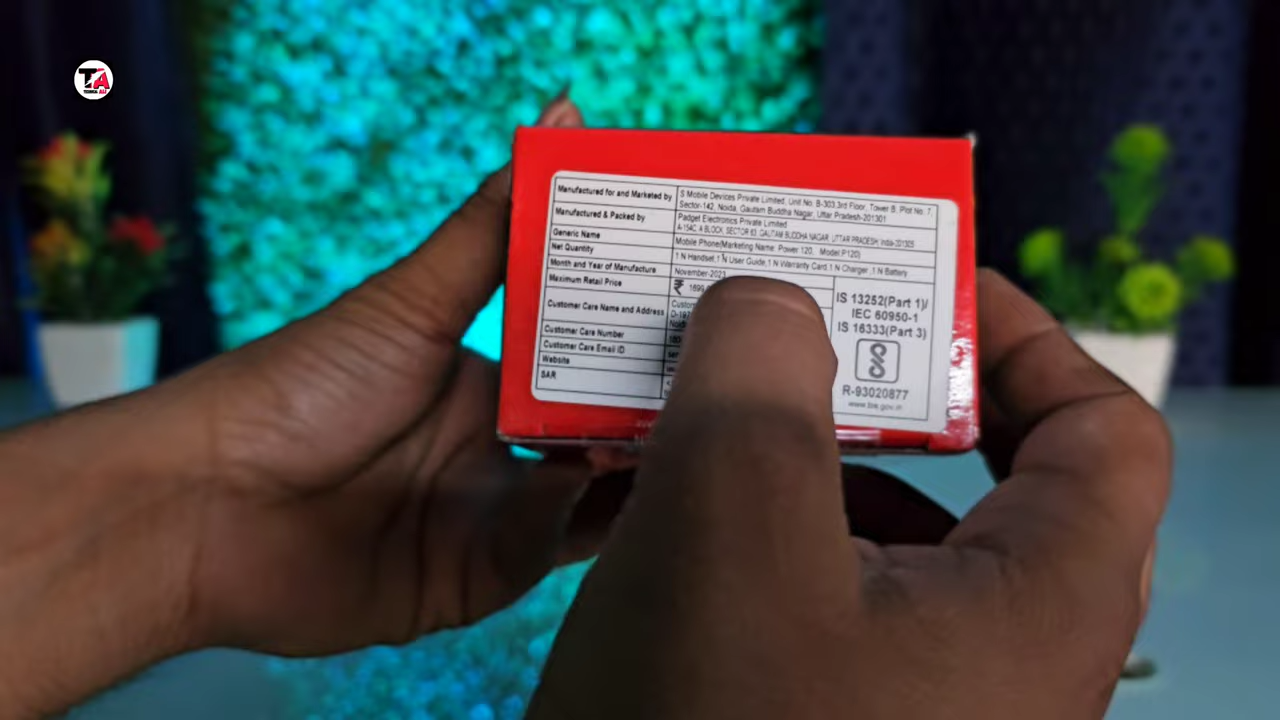 TA
Manufactured for and Marketed by
S Mobile Devices Private Limited, Unit No. B-303,3rd Floor, Tower B, Plot No. 7,
Sector-142, Noida, Gautam Buddha Nagar, Uttar Pradesh-201301
Manufactured & Packed by
Padget Electronics Private Limited
A-154C, A BLOCK, SECTOR 63, GAUTAM BUDDHA NAGAR, UTTAR PRADESH, India-201305
Generic Name
Mobile Phone(Marketing Name: Power 120, Model:P120)
Net Quantity
1 N Handset,1 N User Guide,1 N Warranty Card,1 N Charger ,1 N Battery
Month and Year of Manufacture
November-2023
Maximum Retail Price
₹ 1699
Customer Care Name and Address
Customer Care Number
Customer Care Email ID
Website
SAR
IS 13252(Part 1)/
IEC 60950-1
IS 16333(Part 3)
R-93020877
www.bis.gov.in